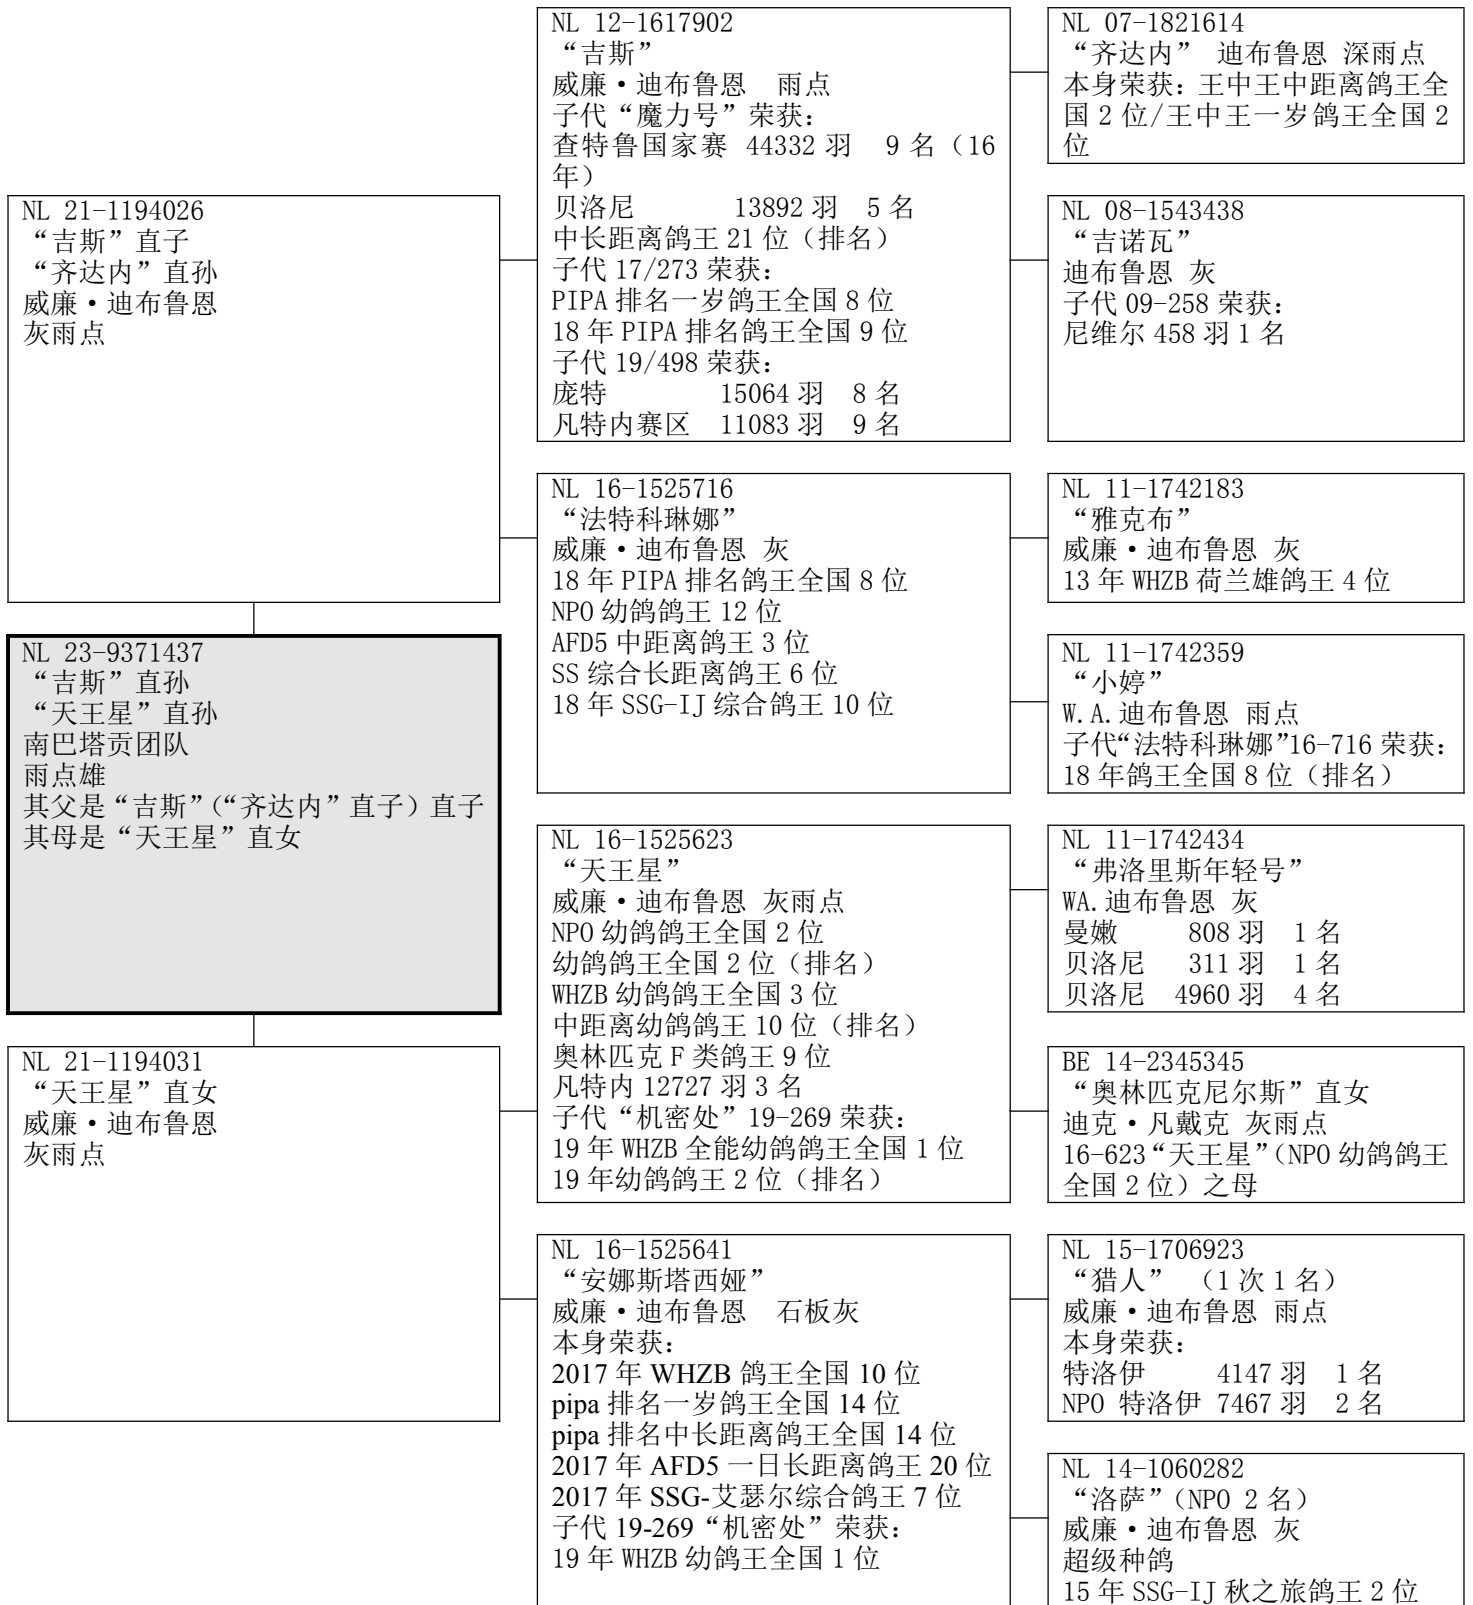 NL 21-1194026
“吉斯”直子
“齐达内”直孙
威廉·迪布鲁恩
灰雨点
NL 23-9371437
“吉斯”直孙
“天王星”直孙
南巴塔贡团队
雨点雄
其父是“吉斯”（“齐达内”直子）直子
其母是“天王星”直女
NL 21-1194031
“天王星”直女
威廉·迪布鲁恩
灰雨点
NL 12-1617902
“吉斯”
威廉·迪布鲁恩 雨点
子代“魔力号”荣获：
查特鲁国家赛 44332 羽 9 名（16
年）
贝洛尼 13892 羽 5 名
中长距离鸽王 21 位（排名）
子代 17/273 荣获：
PIPA 排名一岁鸽王全国 8 位
18 年 PIPA 排名鸽王全国 9 位
子代 19/498 荣获：
庞特 15064 羽 8 名
凡特内赛区 11083 羽 9 名
NL 16-1525716
“法特科琳娜”
威廉·迪布鲁恩 灰
18 年 PIPA 排名鸽王全国 8 位
NPO 幼鸽鸽王 12 位
AFD5 中距离鸽王 3 位
SS 综合长距离鸽王 6 位
18 年 SSG-IJ 综合鸽王 10 位
NL 16-1525623
“天王星”
威廉·迪布鲁恩 灰雨点
NPO 幼鸽鸽王全国 2 位
幼鸽鸽王全国 2 位（排名）
WHZB 幼鸽鸽王全国 3 位
中距离幼鸽鸽王 10 位（排名）
奥林匹克 F 类鸽王 9 位
凡特内 12727 羽 3 名
子代“机密处”19-269 荣获：
19 年 WHZB 全能幼鸽鸽王全国 1 位
19 年幼鸽鸽王 2 位（排名）
NL 16-1525641
“安娜斯塔西娅”
威廉·迪布鲁恩 石板灰
本身荣获：
2017 年 WHZB 鸽王全国 10 位
pipa 排名一岁鸽王全国 14 位
pipa 排名中长距离鸽王全国 14 位
2017 年 AFD5 一日长距离鸽王 20 位
2017 年 SSG-艾瑟尔综合鸽王 7 位
子代 19-269“机密处”荣获：
19 年 WHZB 幼鸽王全国 1 位
NL 07-1821614
“齐达内” 迪布鲁恩 深雨点
本身荣获：王中王中距离鸽王全
国 2 位/王中王一岁鸽王全国 2
位
NL 08-1543438
“吉诺瓦”
迪布鲁恩 灰
子代 09-258 荣获：
尼维尔 458 羽 1 名
NL 11-1742183
“雅克布”
威廉·迪布鲁恩 灰
13 年 WHZB 荷兰雄鸽王 4 位
NL 11-1742359
“小婷”
W.A.迪布鲁恩 雨点
子代“法特科琳娜”16-716 荣获：
18 年鸽王全国 8 位（排名）
NL 11-1742434
“弗洛里斯年轻号”
WA.迪布鲁恩 灰
曼嫩 808 羽 1 名
贝洛尼 311 羽 1 名
贝洛尼 4960 羽 4 名
BE 14-2345345
“奥林匹克尼尔斯”直女
迪克·凡戴克 灰雨点
16-623“天王星”（NPO 幼鸽鸽王
全国 2 位）之母
NL 15-1706923
“猎人” （1 次 1 名）
威廉·迪布鲁恩 雨点
本身荣获：
特洛伊 4147 羽 1 名
NPO 特洛伊 7467 羽 2 名
NL 14-1060282
“洛萨”（NPO 2 名）
威廉·迪布鲁恩 灰
超级种鸽
15 年 SSG-IJ 秋之旅鸽王 2 位